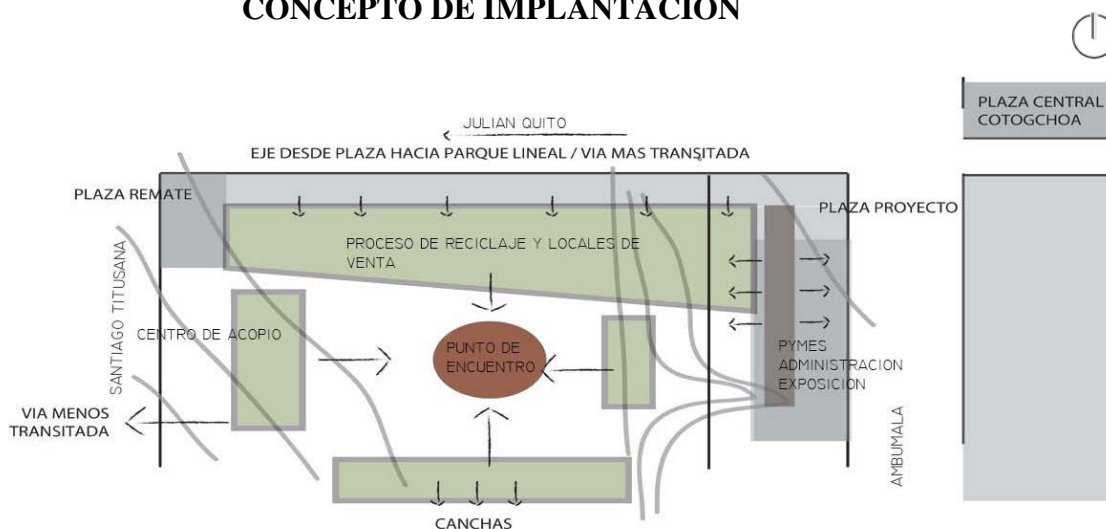 CONCEPTO DE IMPLANTACIÓN
PLAZA CENTRAL
COTOGCHOA
JULIAN QUITO
EJE DESDE PLAZA HACIA PARQUE LINEAL / VIA MAS TRANSITADA
PLAZA REMATE
PLAZA PROYECTO
PROCESO DE RECICLAJE Y LOCALES DE
VENTA
SANTIAGO TITUSANA
CENTRO DE ACOPIO
PUNTO DE
ENCUENTRO
PYMES
ADMINISTRACION
EXPOSICION
VIA MENOS
TRANSITADA
AMBUMALA
CANCHAS